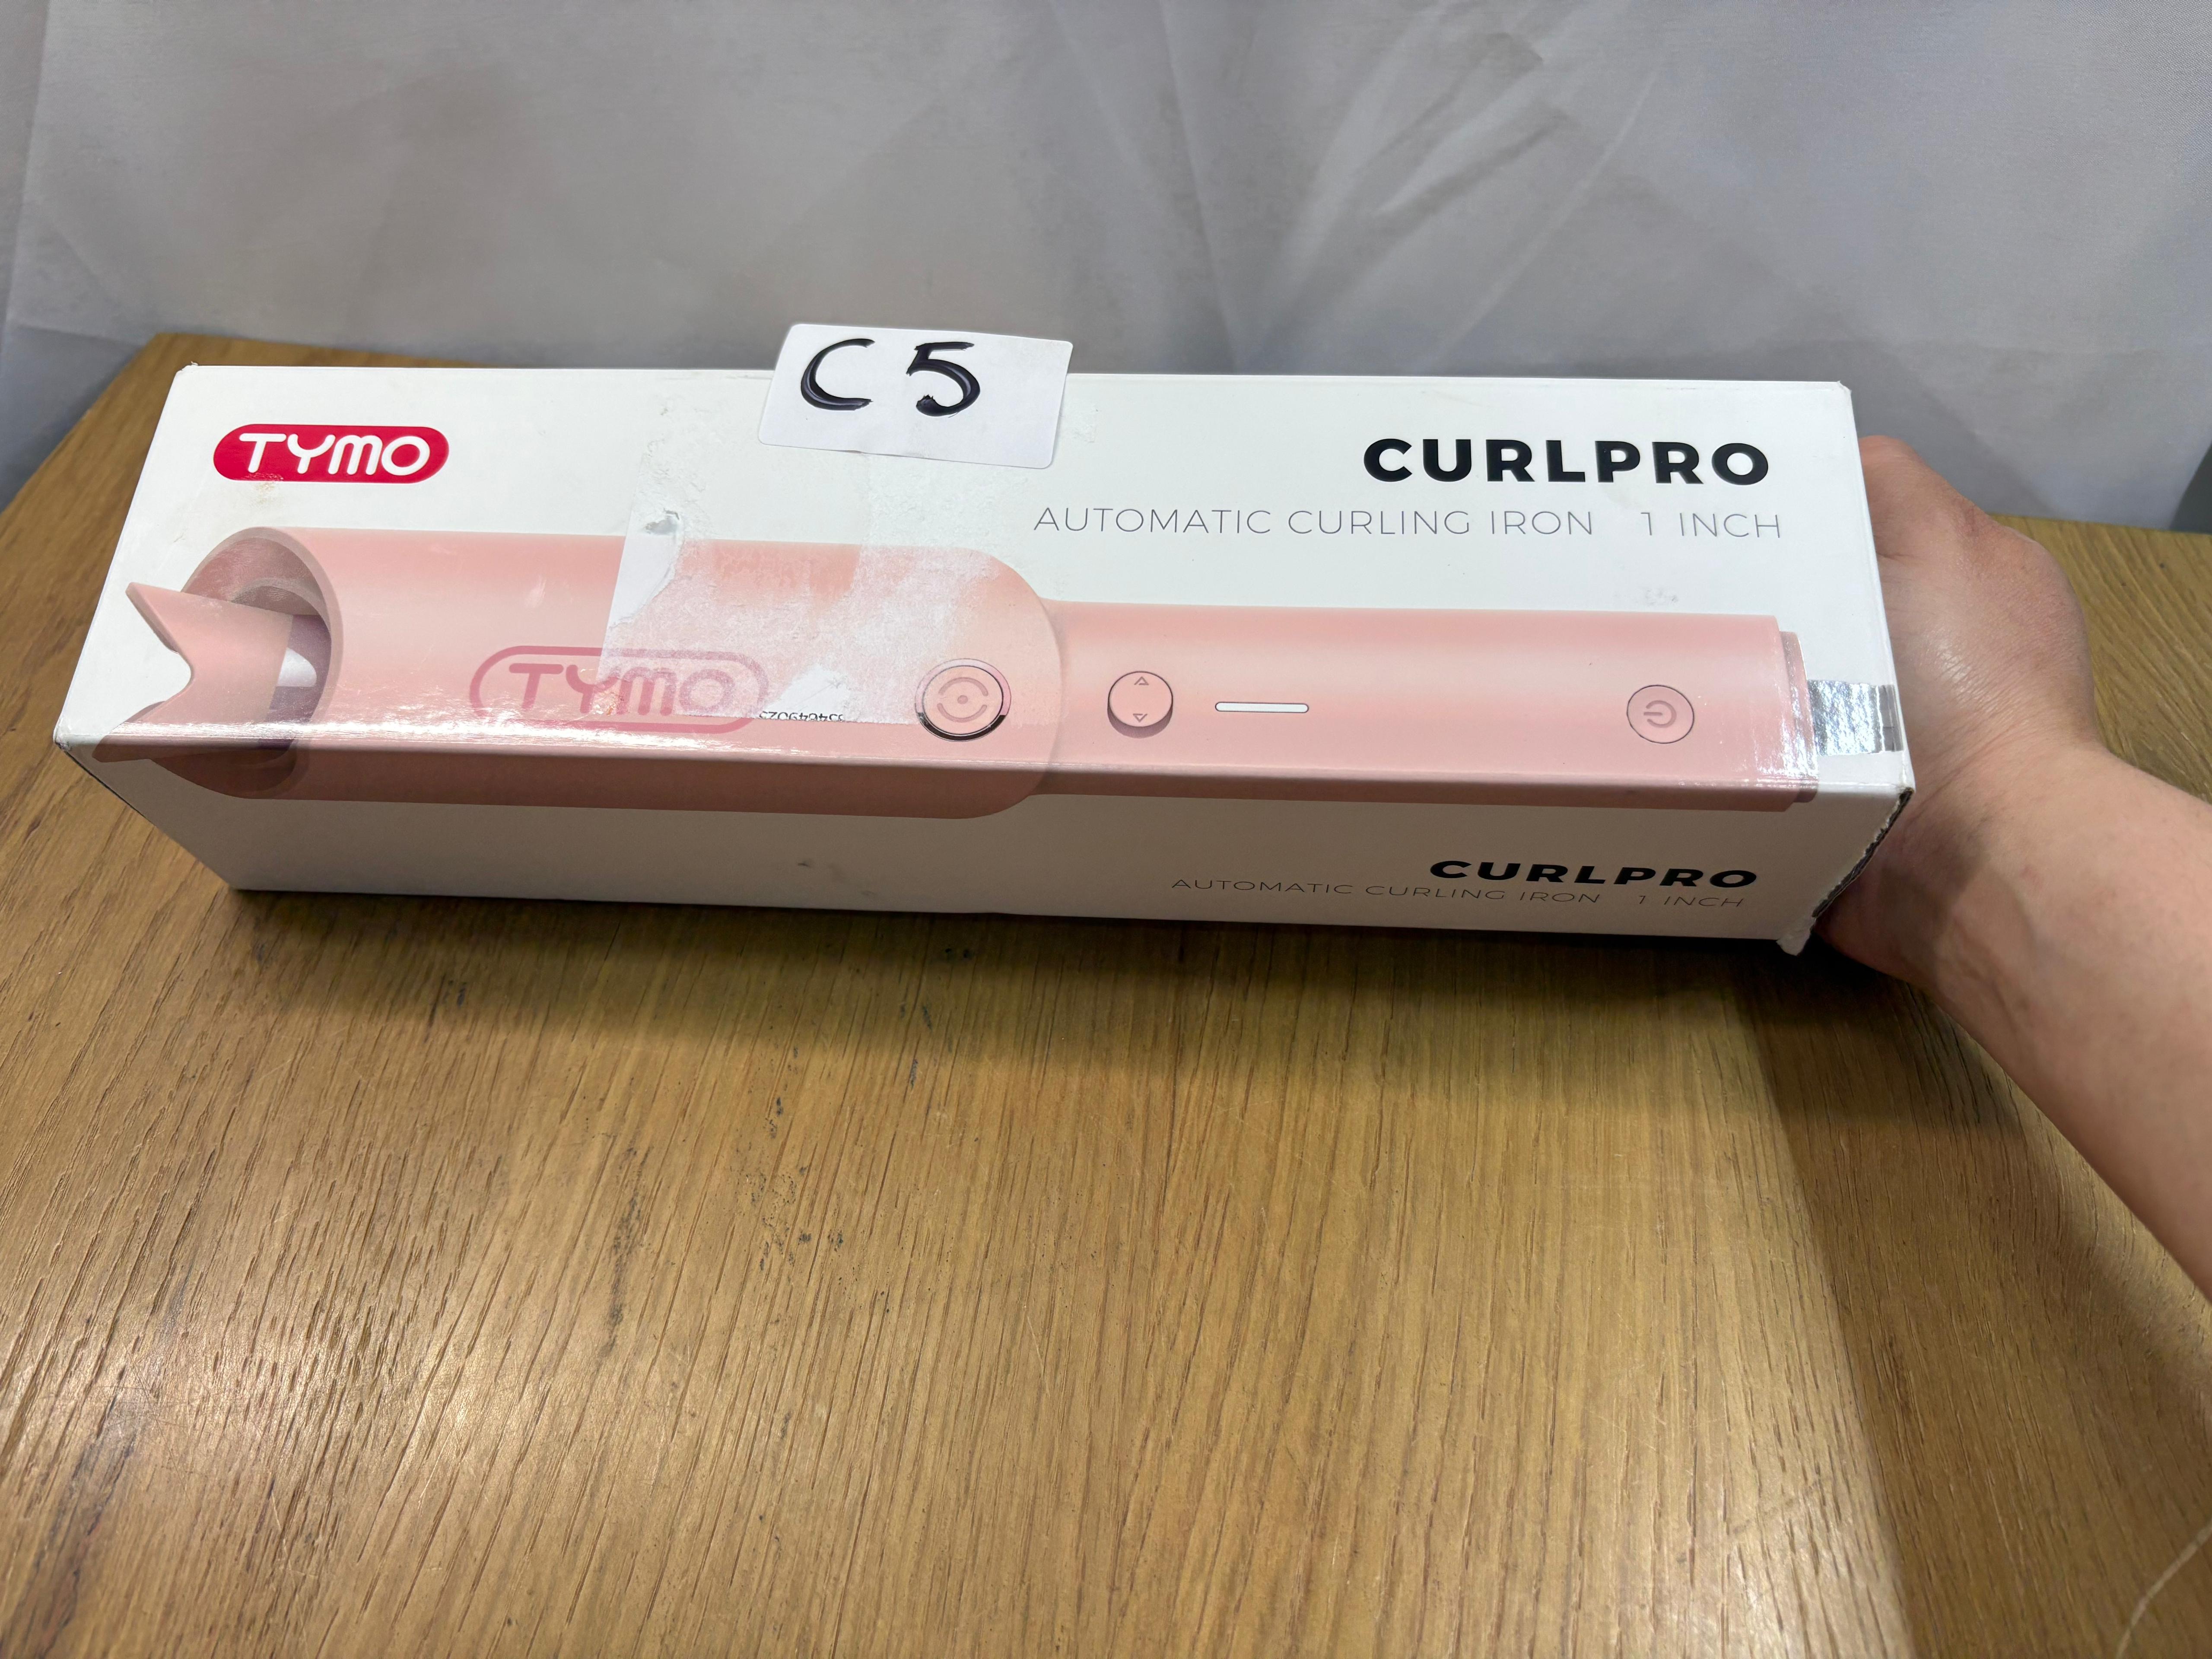 C5
TYMO
CURLPRO
AUTOMATIC CURLING IRON 1 INCH
TYMO
CURLPRO
AUTOMATIC CURLING IRON 1 INCH